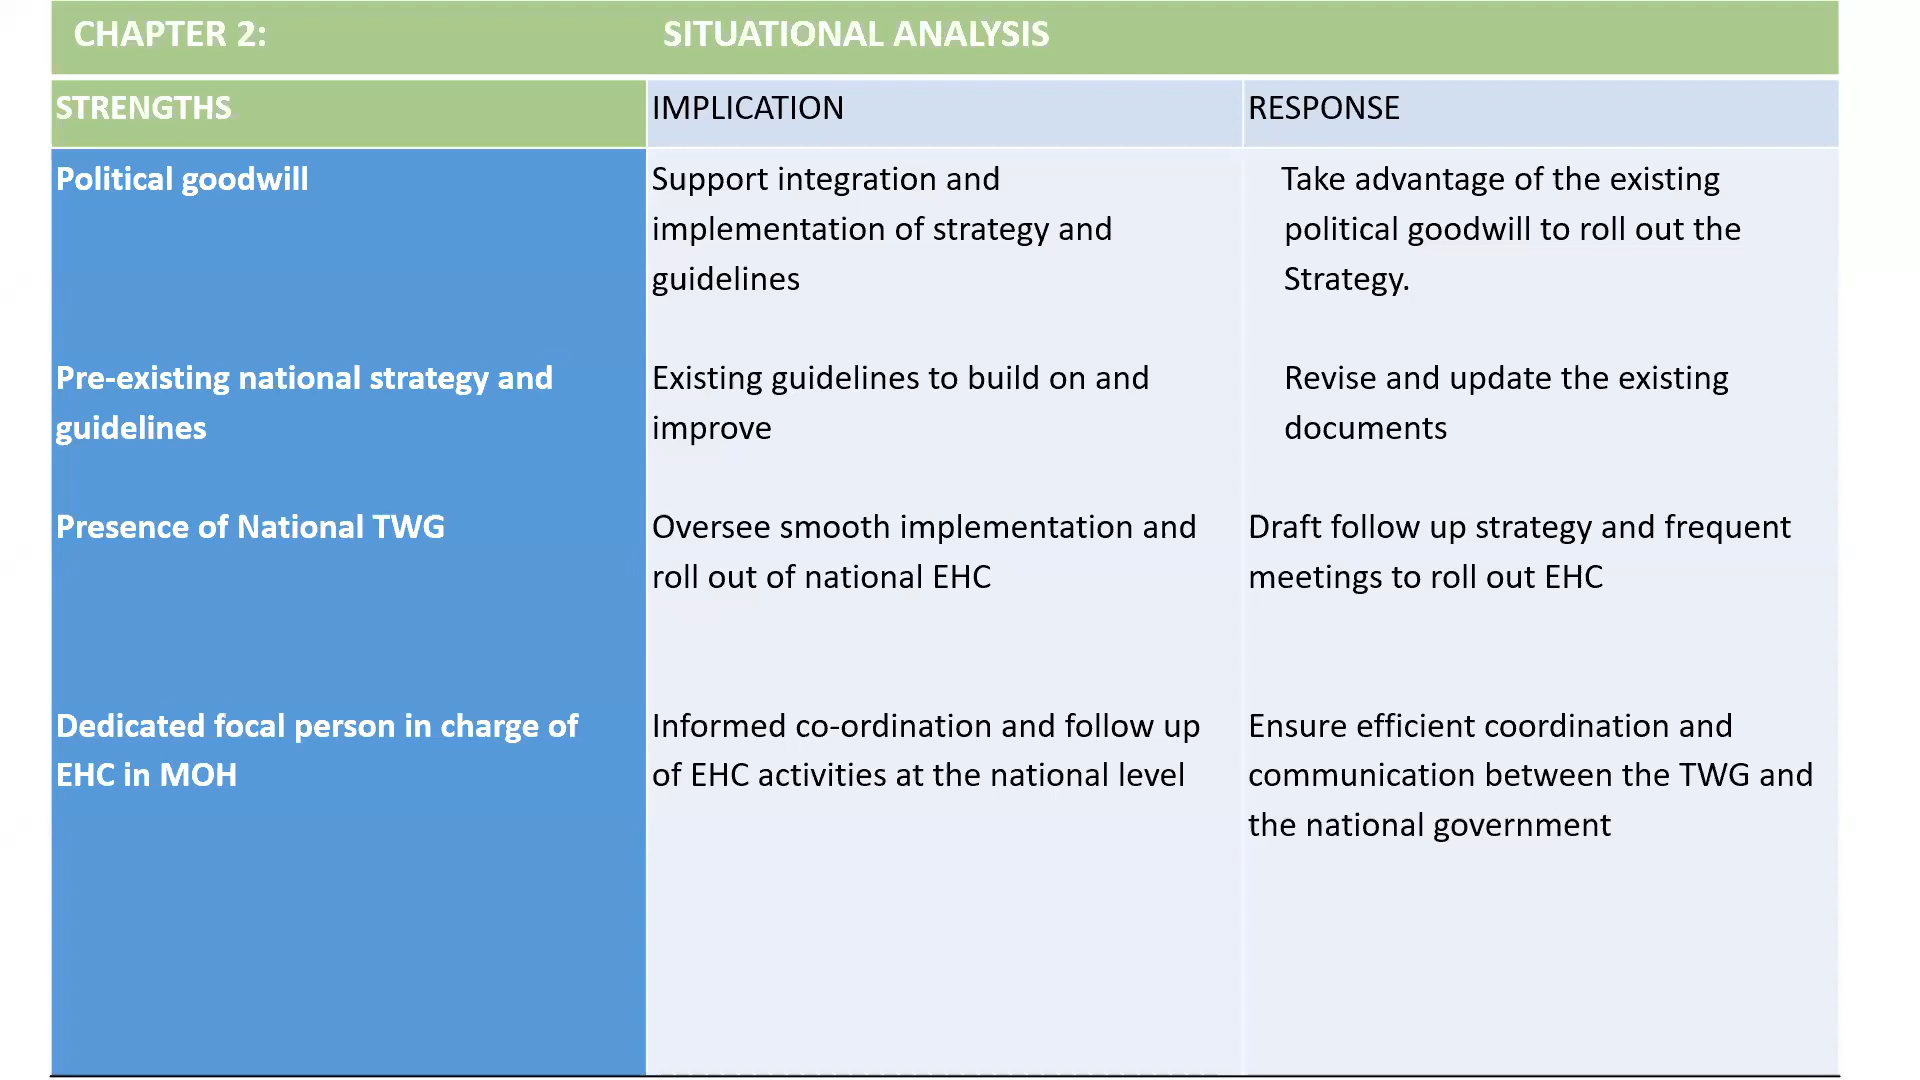 CHAPTER 2: SITUATIONAL ANALYSIS
STRENGTHS IMPLICATION RESPONSE
Political goodwill
Support integration and
implementation of strategy and
guidelines
Take advantage of the existing
political goodwill to roll out the
Strategy.
Pre-existing national strategy and
guidelines
Existing guidelines to build on and
improve
Revise and update the existing
documents
Presence of National TWG
Oversee smooth implementation and
roll out of national EHC
Draft follow up strategy and frequent
meetings to roll out EHC
Dedicated focal person in charge of
EHC in MOH
Informed co-ordination and follow up
of EHC activities at the national level
Ensure efficient coordination and
communication between the TWG and
the national government